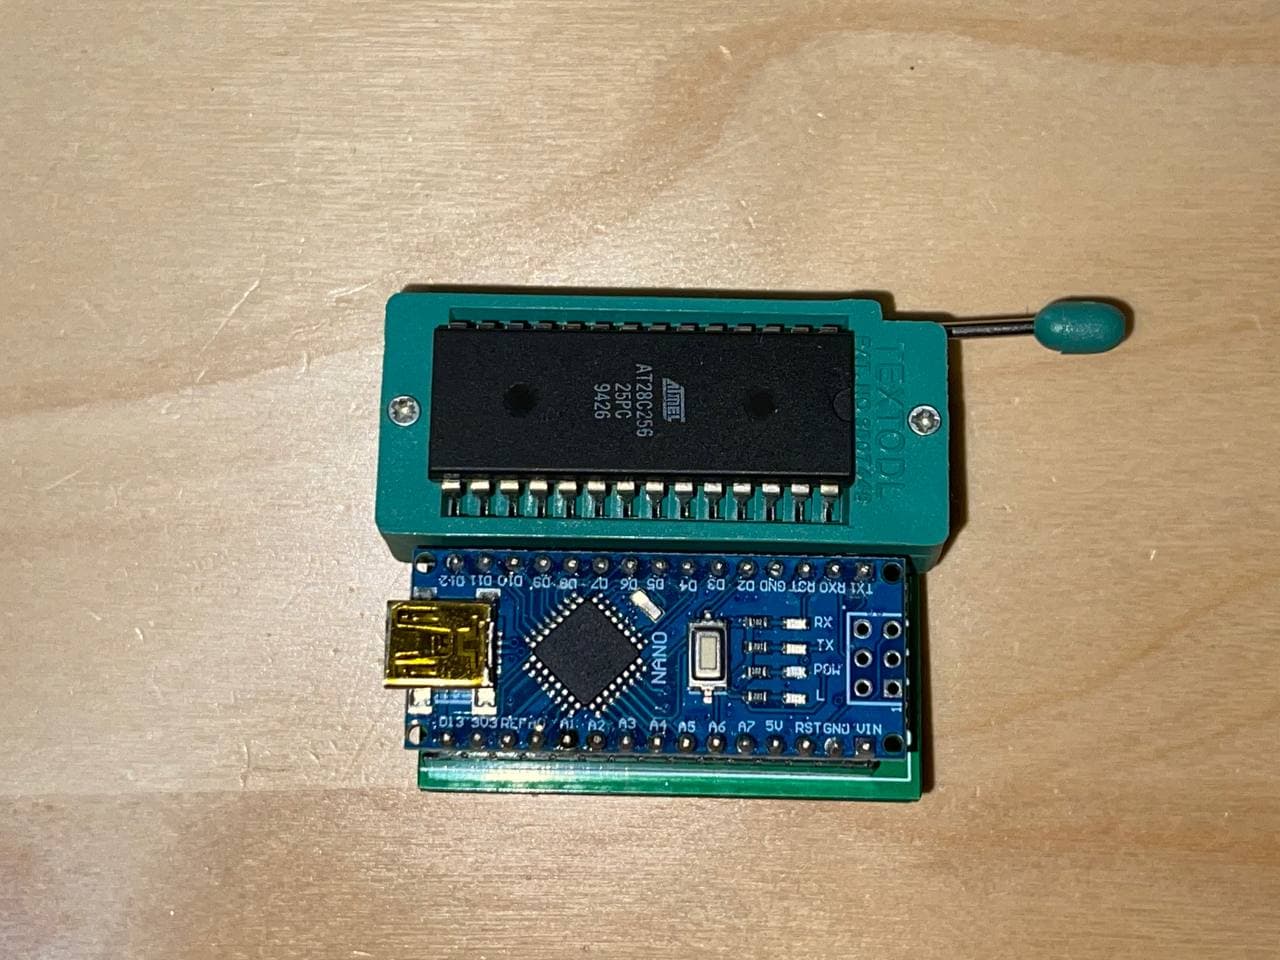 ATMEL
AT28C256
25PC
9426
TEXTOOL
D12 D11 D10 D9 D8 D7 D6 D5 D4 D3 D2 GND RST RX0 TX1
NANO
RX
TX
POW
L
1
D13 3V3 REF A0 A1 A2 A3 A4 A5 A6 A7 5V RST GND VIN